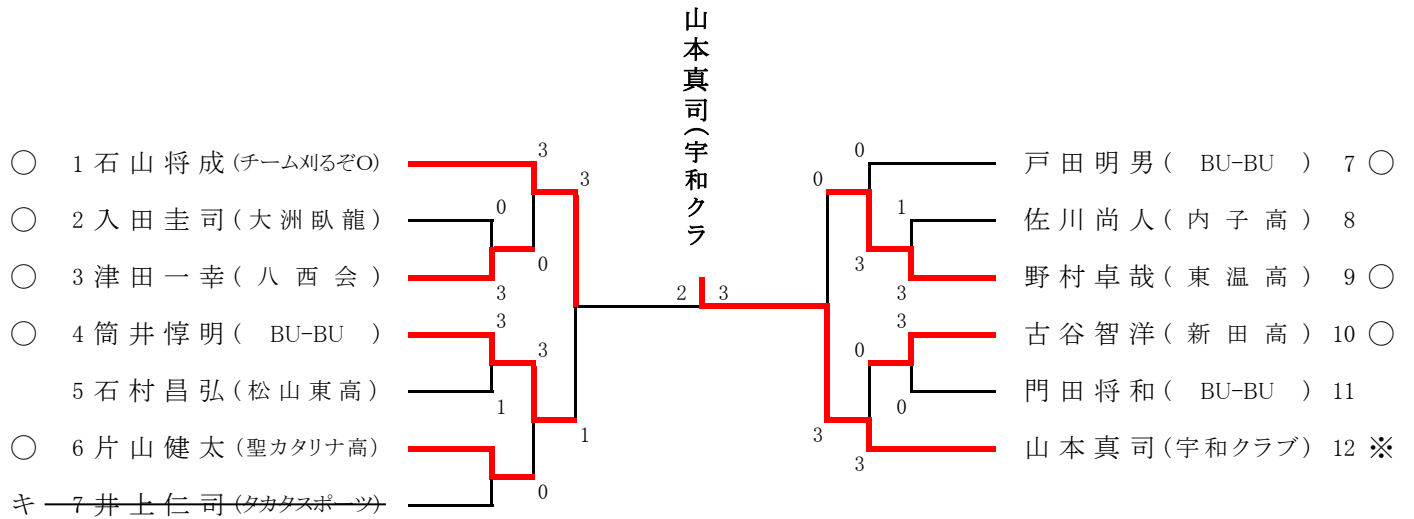 山本真司(宇和クラ
○ 1 石山将成 (チーム刈るぞO)
○ 2 入田圭司 (大洲臥龍)
○ 3 津田一幸 (八西会)
○ 4 筒井惇明 ( BU-BU )
5 石村昌弘 (松山東高)
○ 6 片山健太 (聖カタリナ高)
キ 7 井上仁司 (タカタスポーツ)
3
0
3
0
3
3
1
3
0
3
1
2 3
戸田明男 ( BU-BU ) 7 ○
佐川尚人 ( 内子高 ) 8
野村卓哉 ( 東温高 ) 9 ○
古谷智洋 ( 新田高 ) 10 ○
門田将和 ( BU-BU ) 11
山本真司 (宇和クラブ) 12 ※
0
1
3
3
3
0
0
3
0
3